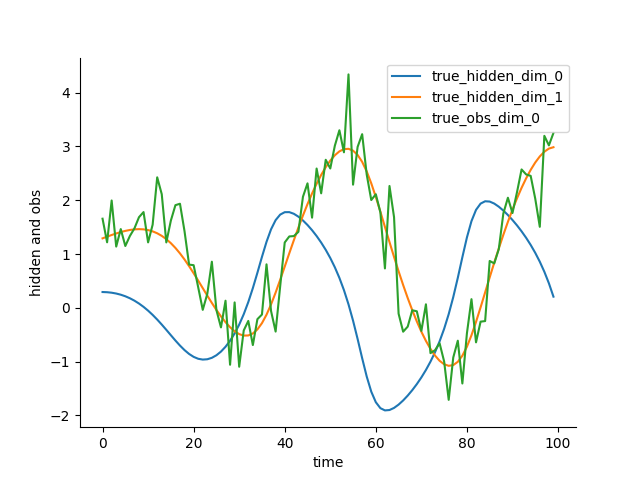 true_hidden_dim_0
true_hidden_dim_1
true_obs_dim_0
hidden and obs
4
3
2
1
0
−1
−2
0 20 40 60 80 100
time